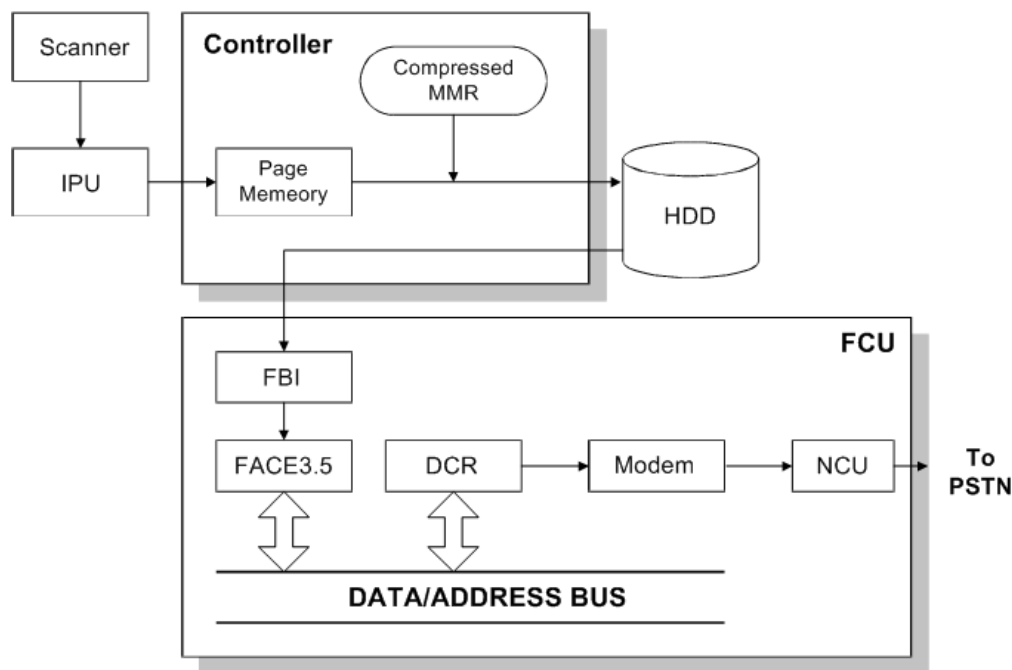 Scanner
Controller
Compressed
MMR
IPU
Page
Memeory
HDD
FCU
FBI
FACE3.5
DCR
Modem
NCU
To
PSTN
DATA/ADDRESS BUS